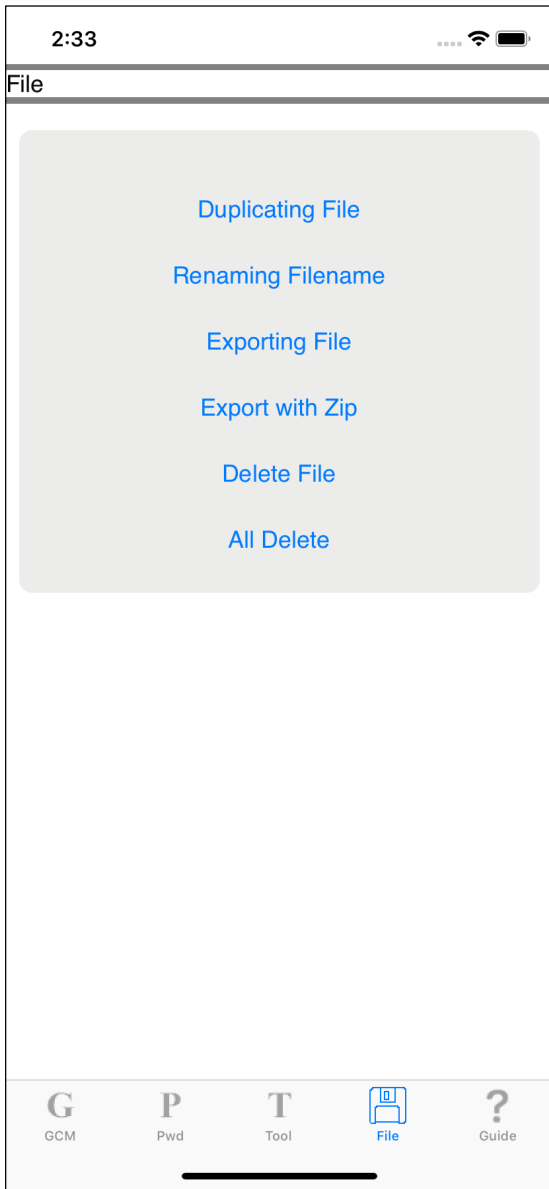 2:33
File
Duplicating File
Renaming Filename
Exporting File
Export with Zip
Delete File
All Delete
G P T ?
GCM Pwd Tool File Guide